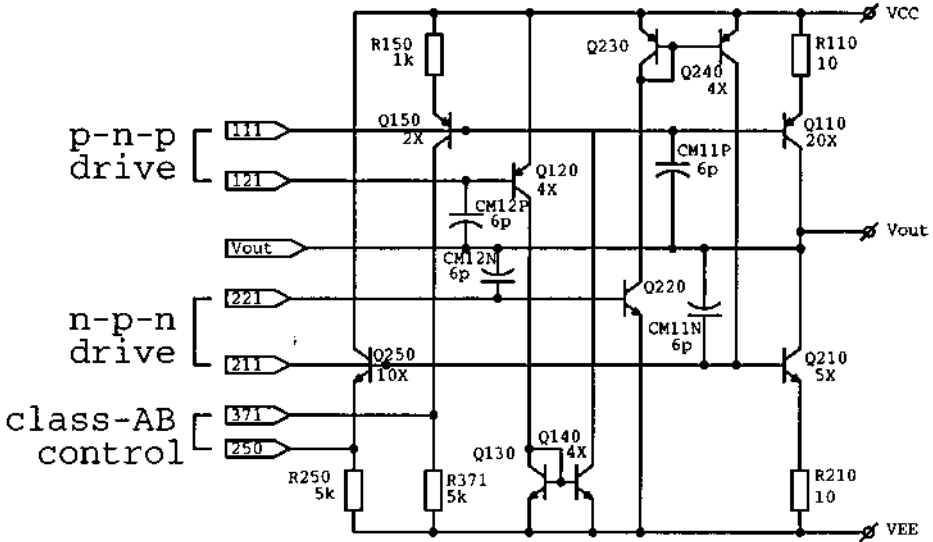 VCC
R150
1k
Q230
Q240
4X
R110
10
p-n-p
drive
111
121
Q150
2X
Q120
4X
CM11P
6p
Q110
20X
CM12P
6p
Vout
Vout
CM12N
6p
n-p-n
drive
221
211
Q220
CM11N
6p
Q250
10X
Q210
5X
class-AB
control
371
250
Q130
Q140
4X
R250
5k
R371
5k
R210
10
VEE